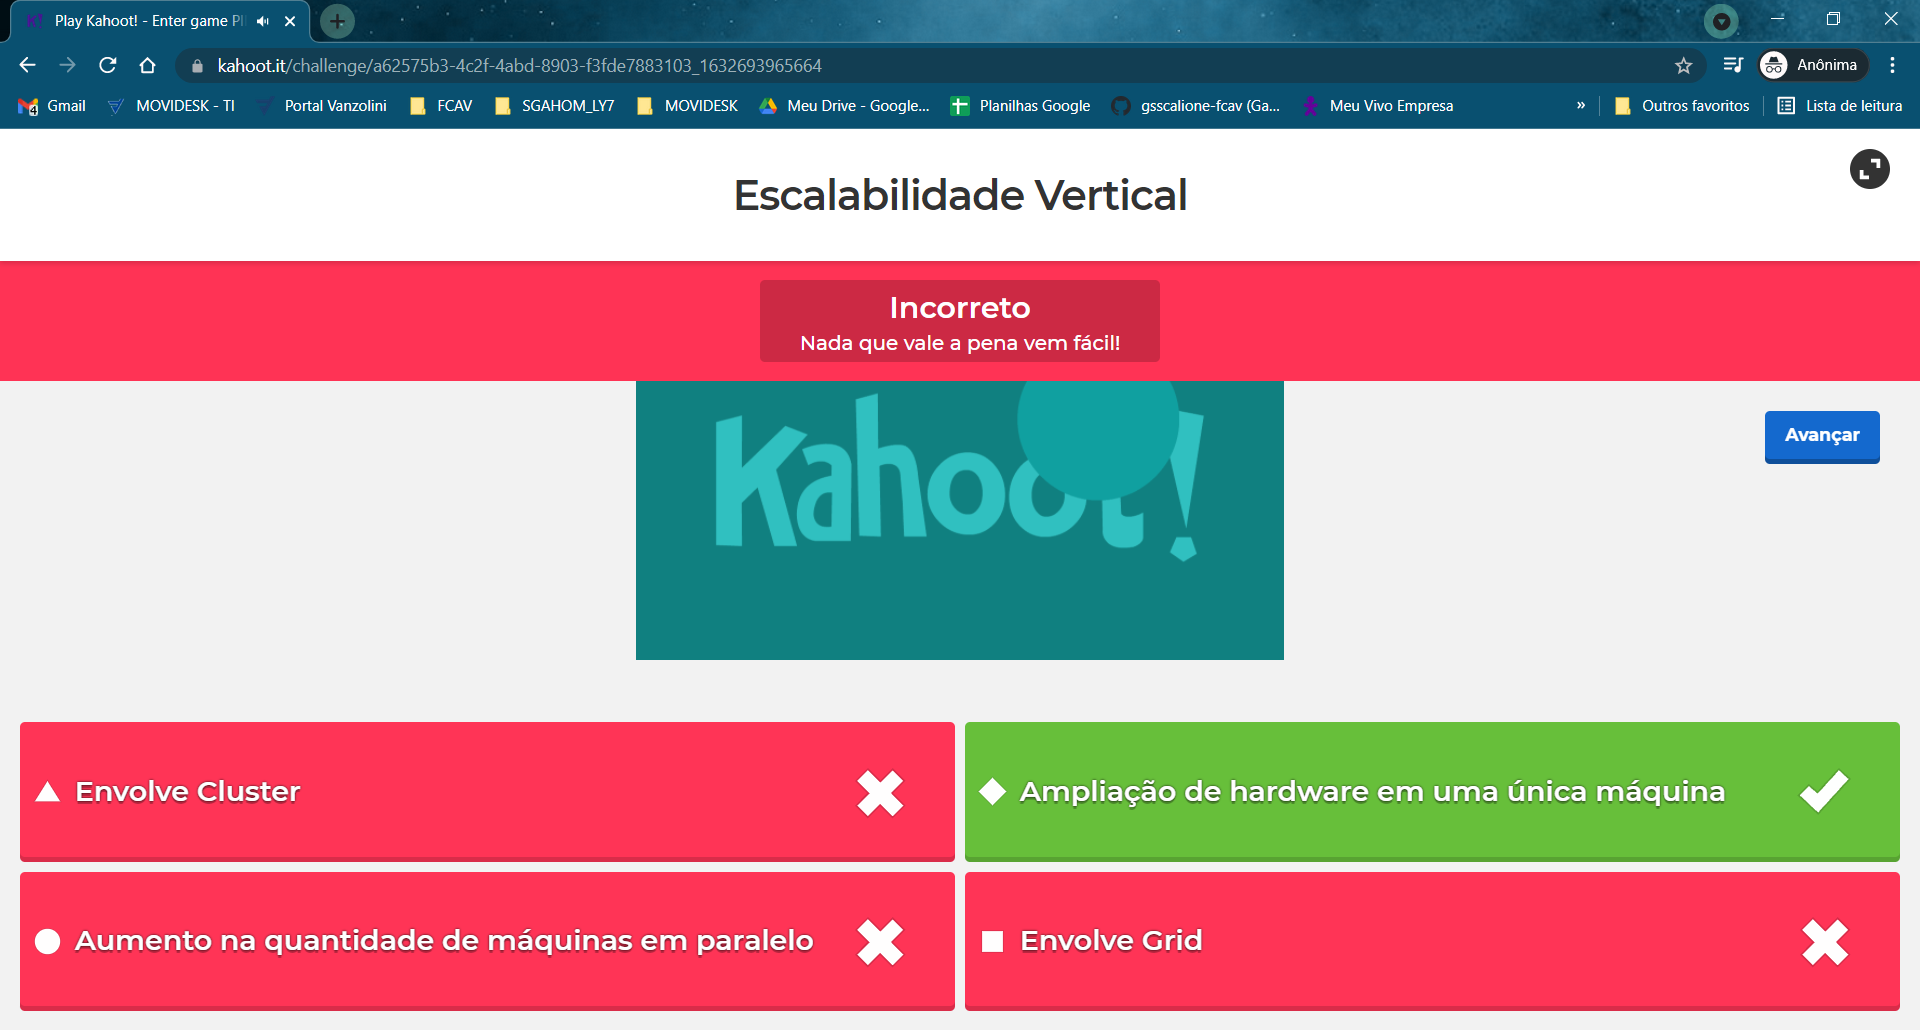 Play Kahoot! - Enter game P
kahoot.it/challenge/a62575b3-4c2f-4abd-8903-f3fde7883103_1632693965664
Anônima
Gmail
MOVIDESK - TI
Portal Vanzolini
FCAV
SGAHOM_LY7
MOVIDESK
Meu Drive - Google...
Planilhas Google
gsscalione-fcav (Ga...
Meu Vivo Empresa
»
Outros favoritos
Lista de leitura
Escalabilidade Vertical
Incorreto
Nada que vale a pena vem fácil!
Kahoot!
Avançar
Envolve Cluster
Ampliação de hardware em uma única máquina
Aumento na quantidade de máquinas em paralelo
Envolve Grid